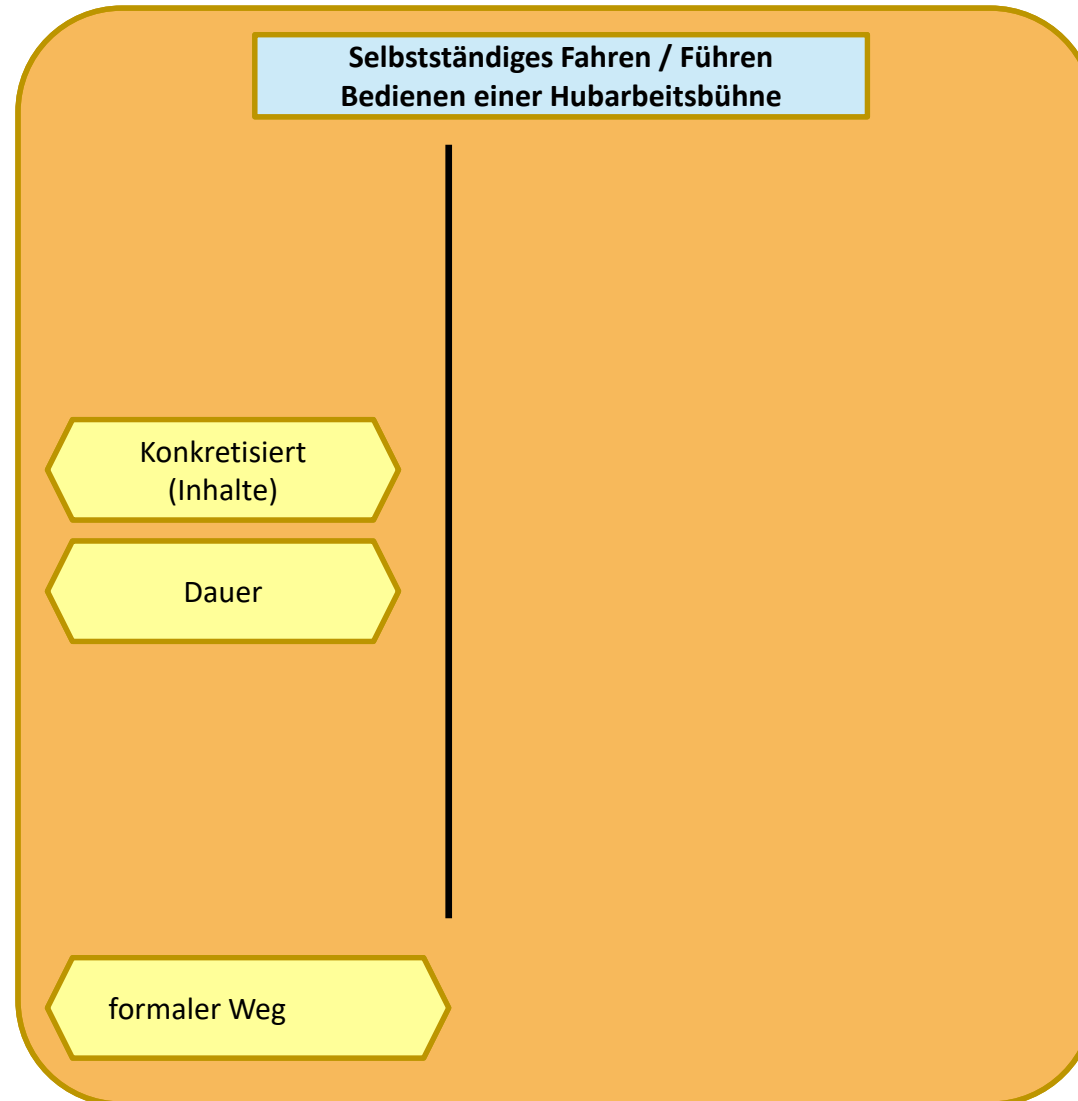 Selbstständiges Fahren / Führen
Bedienen einer Hubarbeitsbühne
Konkretisiert
(Inhalte)
Dauer
formaler Weg